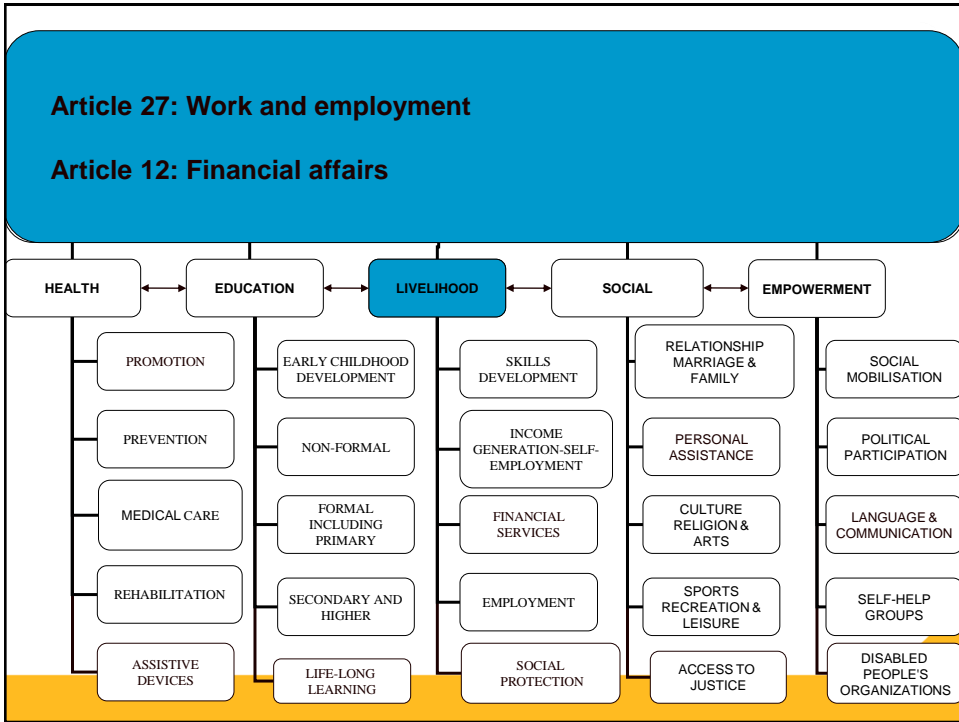 Article 27: Work and employment
Article 12: Financial affairs
HEALTH
EDUCATION
LIVELIHOOD
SOCIAL
EMPOWERMENT
PROMOTION
PREVENTION
MEDICAL CARE
REHABILITATION
ASSISTIVE
DEVICES
EARLY CHILDHOOD
DEVELOPMENT
NON-FORMAL
FORMAL
INCLUDING
PRIMARY
SECONDARY AND
HIGHER
LIFE-LONG
LEARNING
SKILLS
DEVELOPMENT
INCOME
GENERATION-SELF-
EMPLOYMENT
FINANCIAL
SERVICES
EMPLOYMENT
SOCIAL
PROTECTION
RELATIONSHIP
MARRIAGE &
FAMILY
PERSONAL
ASSISTANCE
CULTURE
RELIGION &
ARTS
SPORTS
RECREATION &
LEISURE
ACCESS TO
JUSTICE
SOCIAL
MOBILISATION
POLITICAL
PARTICIPATION
LANGUAGE &
COMMUNICATION
SELF-HELP
GROUPS
DISABLED
PEOPLE'S
ORGANIZATIONS